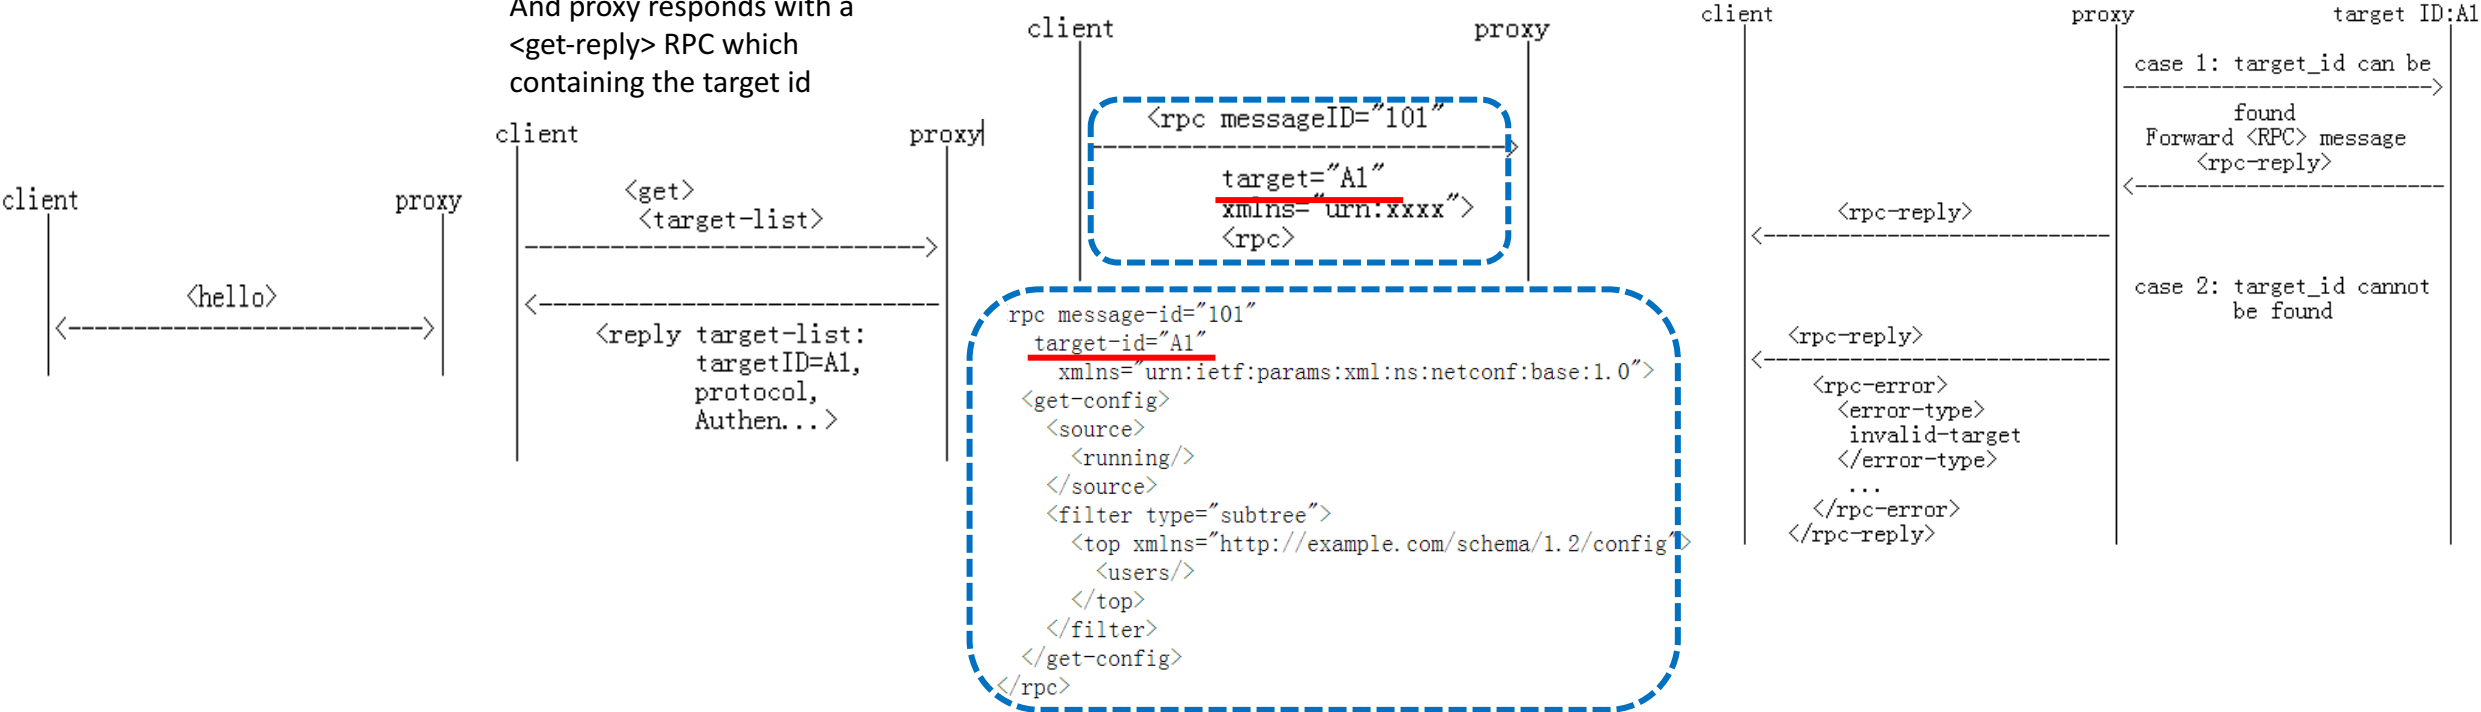 client
proxy
<hello>
And proxy responds with a
<get-reply> RPC which
containing the target id
client
proxy
<get>
<target-list>
<reply target-list:
targetID=A1,
protocol,
Authen...>
client
proxy
<rpc messageID="101"
target="A1"
xmlns="urn:xxxx">
<rpc>
rpc message-id="101"
target-id="A1"
xmlns="urn:ietf:params:xml:ns:netconf:base:1.0">
<get-config>
<source>
<running/>
</source>
<filter type="subtree">
<top xmlns="http://example.com/schema/1.2/config">
<users/>
</top>
</filter>
</get-config>
</rpc>
client
proxy
target ID:A1
case 1: target_id can be
found
Forward <RPC> message
<rpc-reply>
<rpc-reply>
case 2: target_id cannot
be found
<rpc-reply>
<rpc-error>
<error-type>
invalid-target
</error-type>
...
</rpc-error>
</rpc-reply>